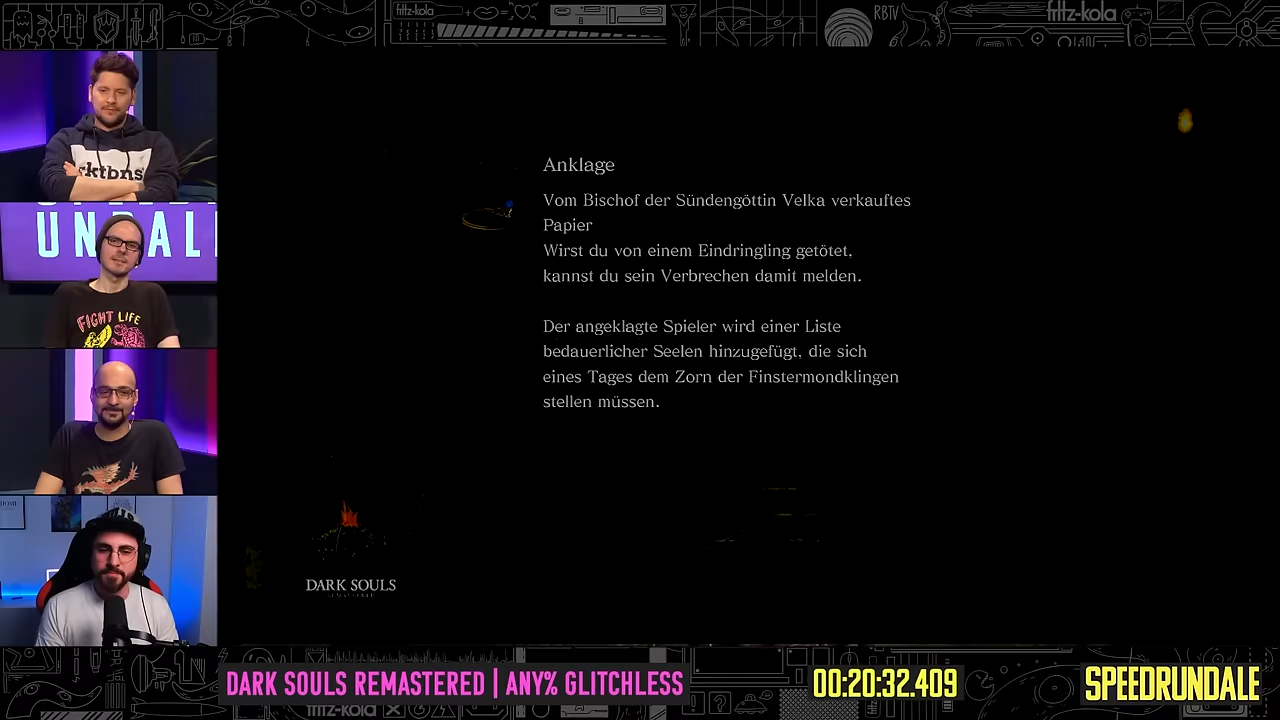 fritz-kola
RBTV
fritz-kola
rktbns
UNDAL
FIGHT LIFE
Anklage
Vom Bischof der Sündengöttin Velka verkauftes
Papier
Wirst du von einem Eindringling getötet,
kannst du sein Verbrechen damit melden.
Der angeklagte Spieler wird einer Liste
bedauerlicher Seelen hinzugefügt, die sich
eines Tages dem Zorn der Finstermondklingen
stellen müssen.
DARK SOULS
REMASTERED
DARK SOULS REMASTERED | ANY% GLITCHLESS
00:20:32.409
SPEEDRUNDALE
fritz-kola